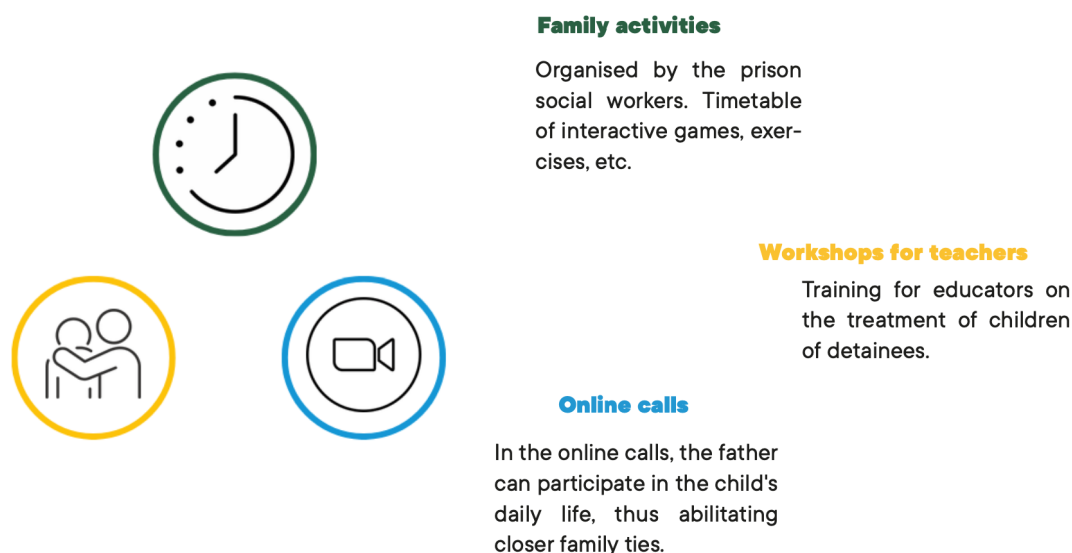 Family activities
Organised by the prison
social workers. Timetable
of interactive games, exer-
cises, etc.
Workshops for teachers
Training for educators on
the treatment of children
of detainees.
Online calls
In the online calls, the father
can participate in the child's
daily life, thus abilitating
closer family ties.